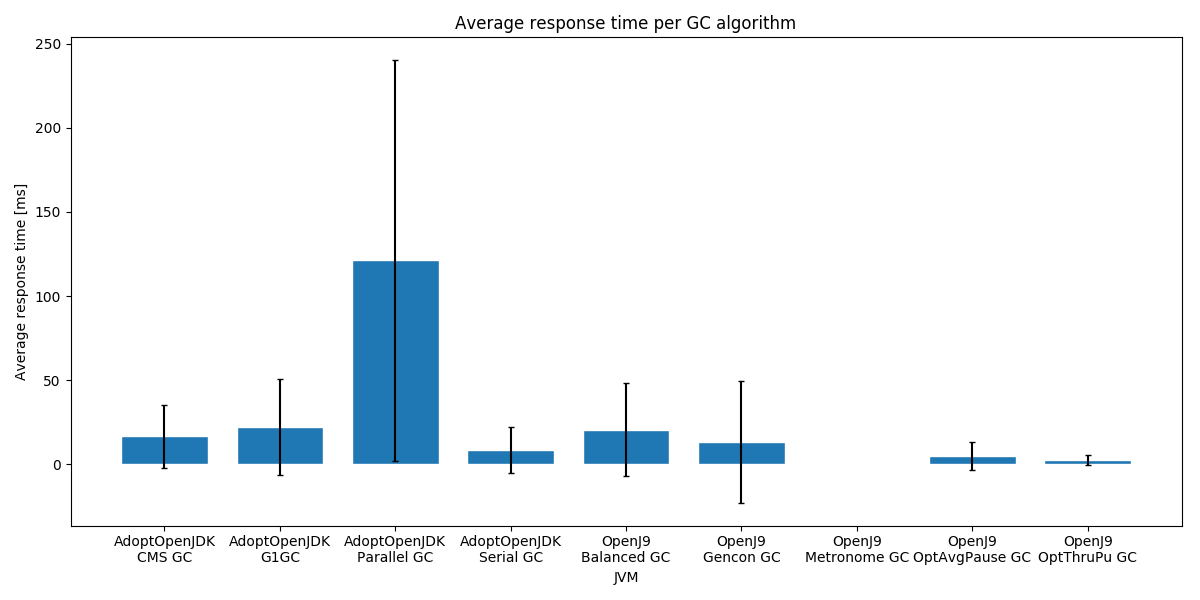 Average response time per GC algorithm
250
200
150
100
50
0
Average response time [ms]
AdoptOpenJDK
CMS GC
AdoptOpenJDK
G1GC
AdoptOpenJDK
Parallel GC
AdoptOpenJDK
Serial GC
OpenJ9
Balanced GC
OpenJ9
Gencon GC
OpenJ9
Metronome GC
OpenJ9
OptAvgPause GC
OpenJ9
OptThruPu GC
JVM